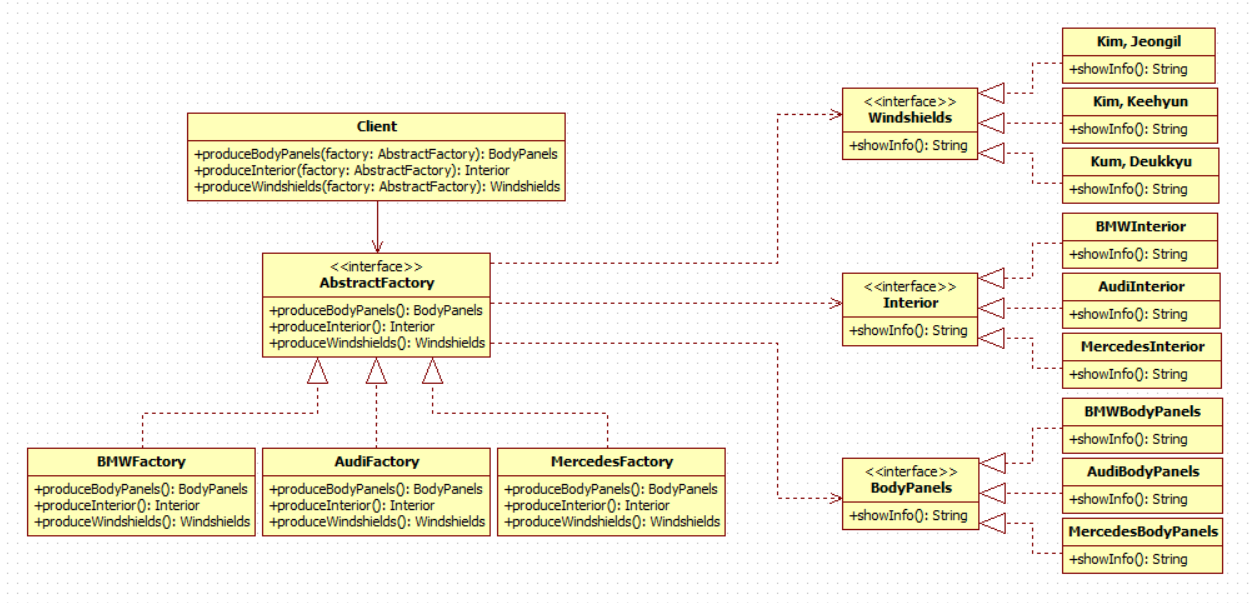 Client
+produceBodyPanels(factory: AbstractFactory): BodyPanels
+produceInterior(factory: AbstractFactory): Interior
+produceWindshields(factory: AbstractFactory): Windshields
<<interface>>
AbstractFactory
+produceBodyPanels(): BodyPanels
+produceInterior(): Interior
+produceWindshields(): Windshields
BMWFactory
+produceBodyPanels(): BodyPanels
+produceInterior(): Interior
+produceWindshields(): Windshields
AudiFactory
+produceBodyPanels(): BodyPanels
+produceInterior(): Interior
+produceWindshields(): Windshields
MercedesFactory
+produceBodyPanels(): BodyPanels
+produceInterior(): Interior
+produceWindshields(): Windshields
<<interface>>
Windshields
+showInfo(): String
Kim, Jeongil
+showInfo(): String
Kim, Keehyun
+showInfo(): String
Kum, Deukkyu
+showInfo(): String
<<interface>>
Interior
+showInfo(): String
BMWInterior
+showInfo(): String
AudiInterior
+showInfo(): String
MercedesInterior
+showInfo(): String
<<interface>>
BodyPanels
+showInfo(): String
BMWBodyPanels
+showInfo(): String
AudiBodyPanels
+showInfo(): String
MercedesBodyPanels
+showInfo(): String